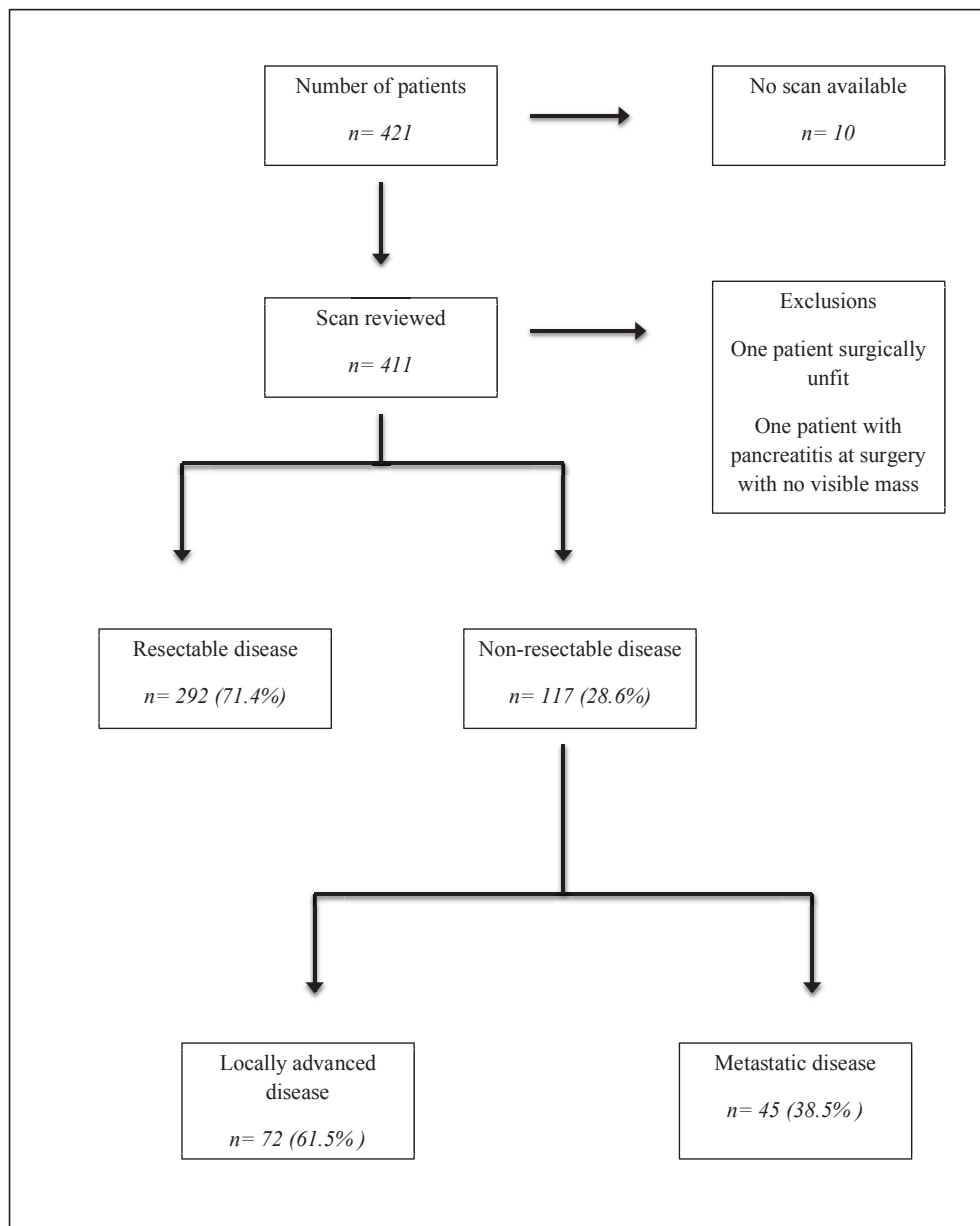 Number of patients
n= 421
No scan available
n= 10
Scan reviewed
n= 411
Exclusions
One patient surgically
unfit
One patient with
pancreatitis at surgery
with no visible mass
Resectable disease
n= 292 (71.4%)
Non-resectable disease
n= 117 (28.6%)
Locally advanced
disease
n= 72 (61.5% )
Metastatic disease
n= 45 (38.5% )